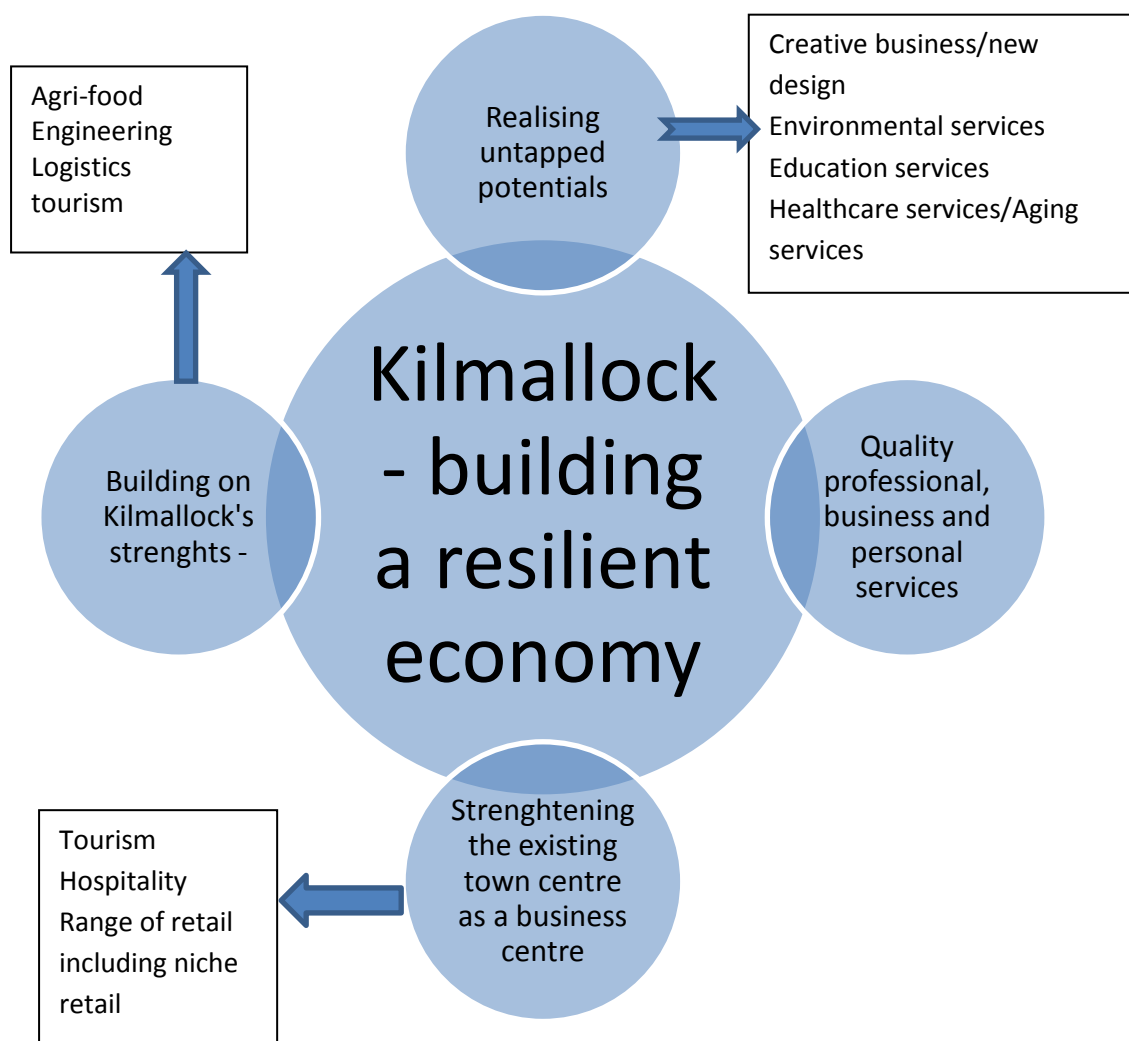 Creative business/new
design
Environmental services
Education services
Healthcare services/Aging
services
Agri-food
Engineering
Logistics
tourism
Realising
untapped
potentials
Kilmallock
- building
a resilient
economy
Building on
Kilmallock's
strenghts -
Quality
professional,
business and
personal
services
Strenghtening
the existing
town centre
as a business
centre
Tourism
Hospitality
Range of retail
including niche
retail